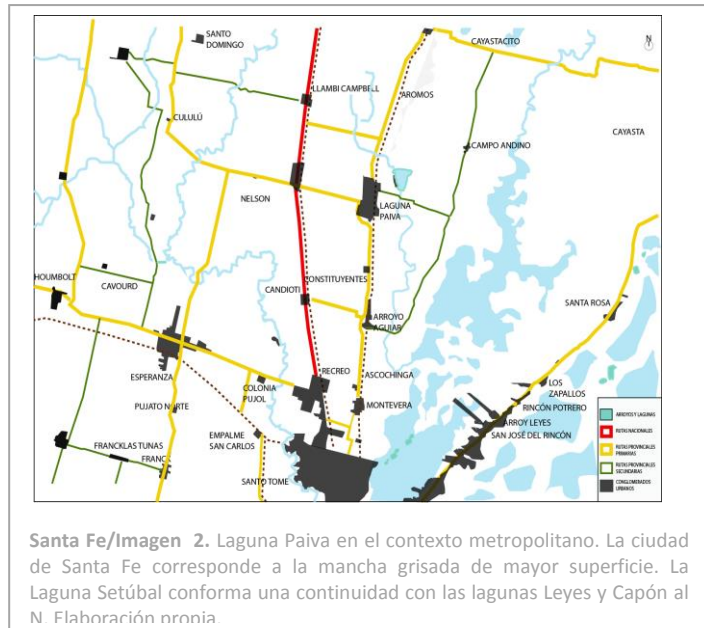 SANTO
DOMINGO
CAYASTACITO
N
LLAMBI CAMPBELL
AROMOS
CULULÚ
CAYASTA
CAMPO ANDINO
NELSON
LAGUNA
PAIVA
HOUMBOLT
CAVOURD
CONSTITUYENTES
CANDIOTI
SANTA ROSA
ARROYO
AGUIAR
ESPERANZA
RECREO
ASCOCHINGA
COLONIA
PUJOL
LOS
ZAPALLOS
PUJATO NORTE
MONTEVERA
RINCÓN POTRERO
ARROY LEYES
SAN JOSÉ DEL RINCÓN
EMPALME
SAN CARLOS
FRANCKLAS TUNAS
FRANCK
SANTO TOME
ARROYOS Y LAGUNAS
RUTAS NACIONALES
RUTAS PROVINCIALES
PRIMARIAS
RUTAS PROVINCIALES
SECUNDARIAS
CONGLOMERADOS
URBANOS
Santa Fe/Imagen 2. Laguna Paiva en el contexto metropolitano. La ciudad
de Santa Fe corresponde a la mancha grisada de mayor superficie. La
Laguna Setúbal conforma una continuidad con las lagunas Leyes y Capón al
N. Elaboración propia.